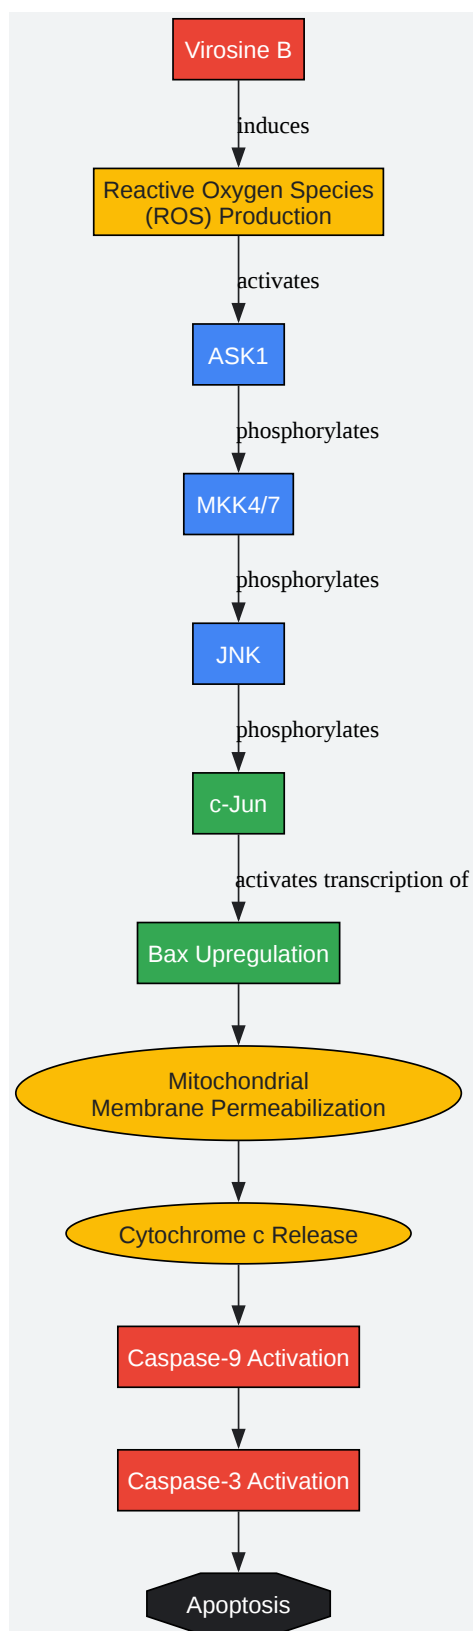 Virosine B
induces
Reactive Oxygen Species
(ROS) Production
activates
ASK1
phosphorylates
MKK4/7
phosphorylates
JNK
phosphorylates
c-Jun
activates transcription of
Bax Upregulation
Mitochondrial
Membrane Permeabilization
Cytochrome c Release
Caspase-9 Activation
Caspase-3 Activation
Apoptosis